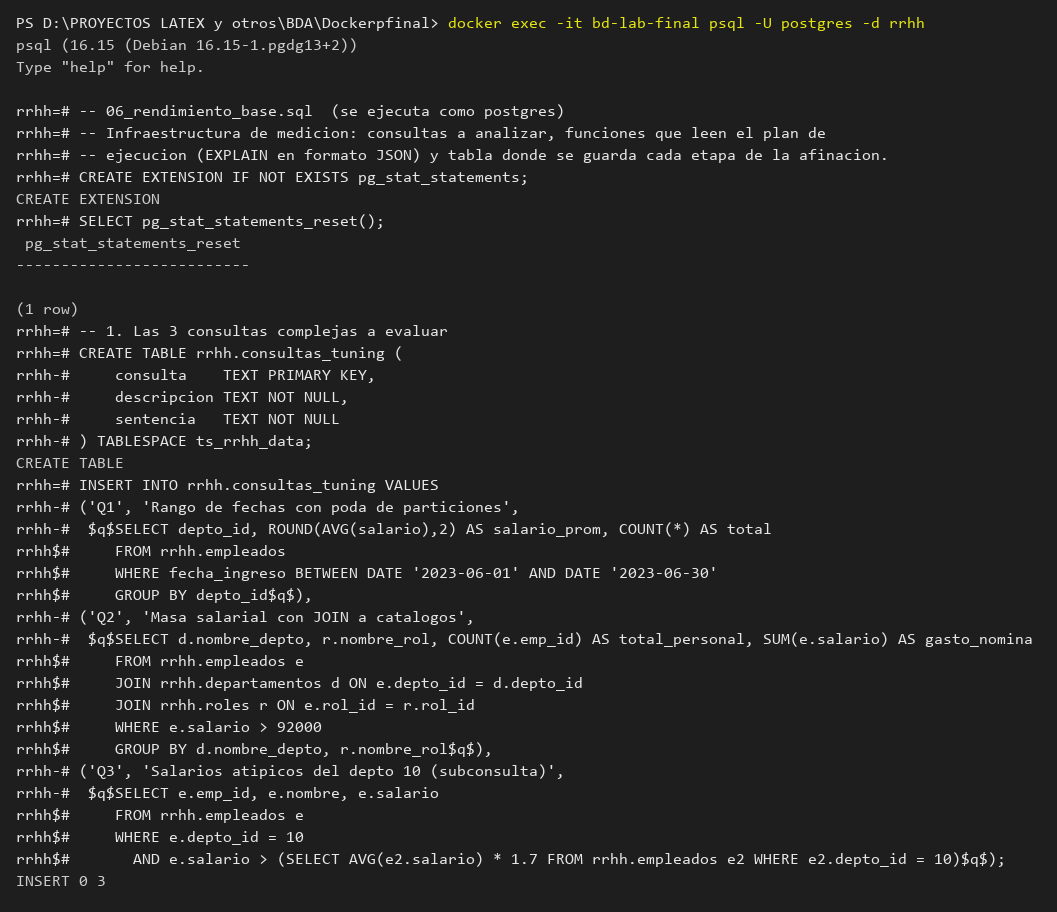 PS D:\PROYECTOS LATEX y otros\BDA\Dockerpfinal> docker exec -it bd-lab-final psql -U postgres -d rrhh
psql (16.15 (Debian 16.15-1.pgdg13+2))
Type "help" for help.
rrhh=# -- 06_rendimiento_base.sql  (se ejecuta como postgres)
rrhh=# -- Infraestructura de medicion: consultas a analizar, funciones que leen el plan de
rrhh=# -- ejecucion (EXPLAIN en formato JSON) y tabla donde se guarda cada etapa de la afinacion.
rrhh=# CREATE EXTENSION IF NOT EXISTS pg_stat_statements;
CREATE EXTENSION
rrhh=# SELECT pg_stat_statements_reset();
 pg_stat_statements_reset
--------------------------
(1 row)
rrhh=# -- 1. Las 3 consultas complejas a evaluar
rrhh=# CREATE TABLE rrhh.consultas_tuning (
rrhh-#     consulta    TEXT PRIMARY KEY,
rrhh-#     descripcion TEXT NOT NULL,
rrhh-#     sentencia   TEXT NOT NULL
rrhh-# ) TABLESPACE ts_rrhh_data;
CREATE TABLE
rrhh=# INSERT INTO rrhh.consultas_tuning VALUES
rrhh-# ('Q1', 'Rango de fechas con poda de particiones',
rrhh-#  $q$SELECT depto_id, ROUND(AVG(salario),2) AS salario_prom, COUNT(*) AS total
rrhh$#     FROM rrhh.empleados
rrhh$#     WHERE fecha_ingreso BETWEEN DATE '2023-06-01' AND DATE '2023-06-30'
rrhh$#     GROUP BY depto_id$q$),
rrhh-# ('Q2', 'Masa salarial con JOIN a catalogos',
rrhh-#  $q$SELECT d.nombre_depto, r.nombre_rol, COUNT(e.emp_id) AS total_personal, SUM(e.salario) AS gasto_nomina
rrhh$#     FROM rrhh.empleados e
rrhh$#     JOIN rrhh.departamentos d ON e.depto_id = d.depto_id
rrhh$#     JOIN rrhh.roles r ON e.rol_id = r.rol_id
rrhh$#     WHERE e.salario > 92000
rrhh$#     GROUP BY d.nombre_depto, r.nombre_rol$q$),
rrhh-# ('Q3', 'Salarios atipicos del depto 10 (subconsulta)',
rrhh-#  $q$SELECT e.emp_id, e.nombre, e.salario
rrhh$#     FROM rrhh.empleados e
rrhh$#     WHERE e.depto_id = 10
rrhh$#       AND e.salario > (SELECT AVG(e2.salario) * 1.7 FROM rrhh.empleados e2 WHERE e2.depto_id = 10)$q$);
INSERT 0 3